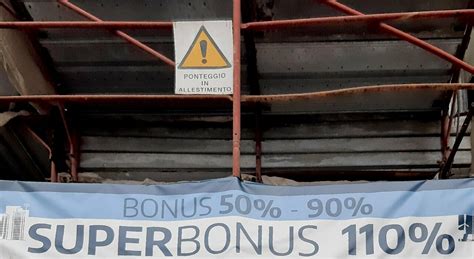 PONTEGGIO
IN
ALLESTIMENTO
BONUS 50% - 90%
SUPERBONUS 110%